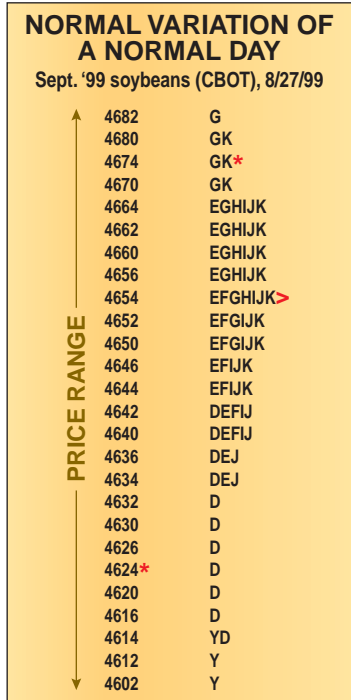 NORMAL VARIATION OF
A NORMAL DAY
Sept. '99 soybeans (CBOT), 8/27/99
PRICE RANGE
4682 G
4680 GK
4674 GK*
4670 GK
4664 EGHIJK
4662 EGHIJK
4660 EGHIJK
4656 EGHIJK
4654 EFGHIJK>
4652 EFGIJK
4650 EFGIJK
4646 EFIJK
4644 EFIJK
4642 DEFIJ
4640 DEFIJ
4636 DEJ
4634 DEJ
4632 D
4630 D
4626 D
4624* D
4620 D
4616 D
4614 YD
4612 Y
4602 Y